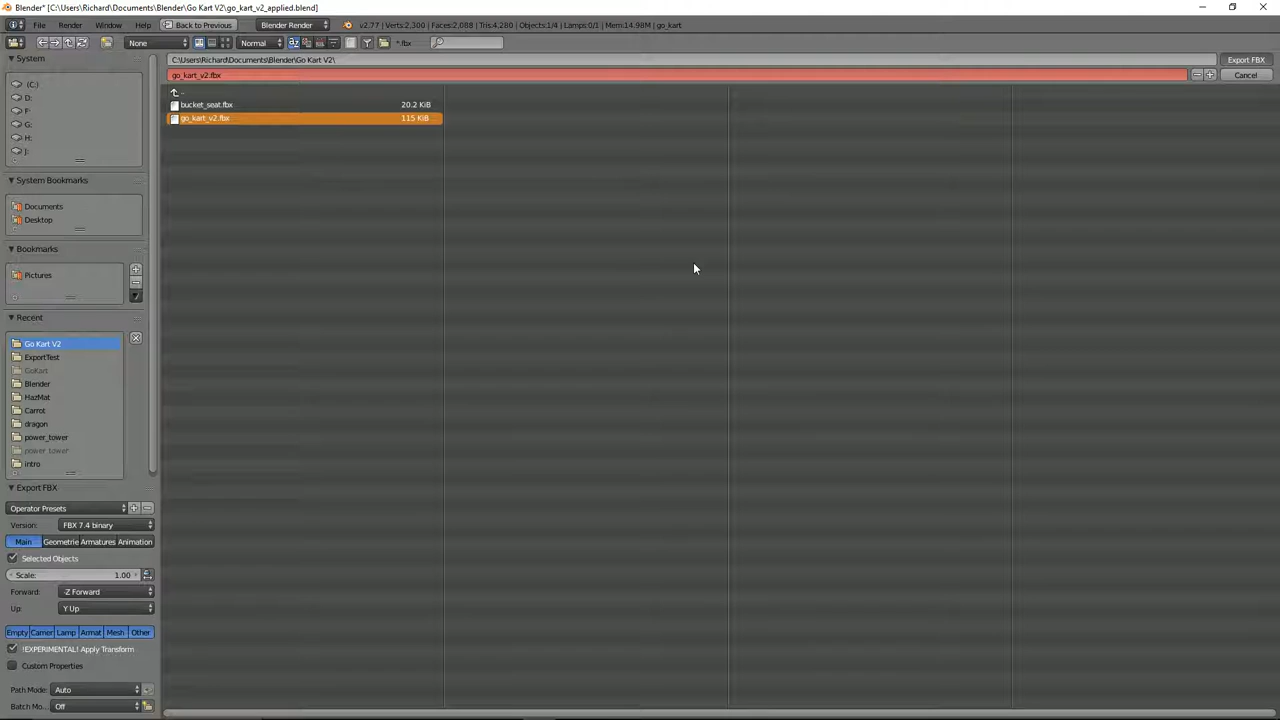 Blender* [C:\Users\Richard\Documents\Blender\Go Kart V2\go_kart_v2_applied.blend]
File Render Window Help Back to Previous Blender Render v2.77 | Verts:2,300 | Faces:2,088 | Tris:4,280 | Objects:1/4 | Lamps:0/1 | Mem:14.98M | go_kart
None Normal *.fbx
System
C:\Users\Richard\Documents\Blender\Go Kart V2\ Export FBX
go_kart_v2.fbx Cancel
(C:)
D:
F:
G:
H:
J:
..
bucket_seat.fbx 20.2 KiB
go_kart_v2.fbx 115 KiB
System Bookmarks
Documents
Desktop
Bookmarks
Pictures
Recent
Go Kart V2
ExportTest
GoKart
Blender
HazMat
Carrot
dragon
power_tower
power_tower
intro
Export FBX
Operator Presets
Version: FBX 7.4 binary
Main Geometrie Armatures Animation
Selected Objects
Scale: 1.00
Forward: -Z Forward
Up: Y Up
Empty Camer Lamp Armat Mesh Other
!EXPERIMENTAL! Apply Transform
Custom Properties
Path Mode: Auto
Batch Mo... Off